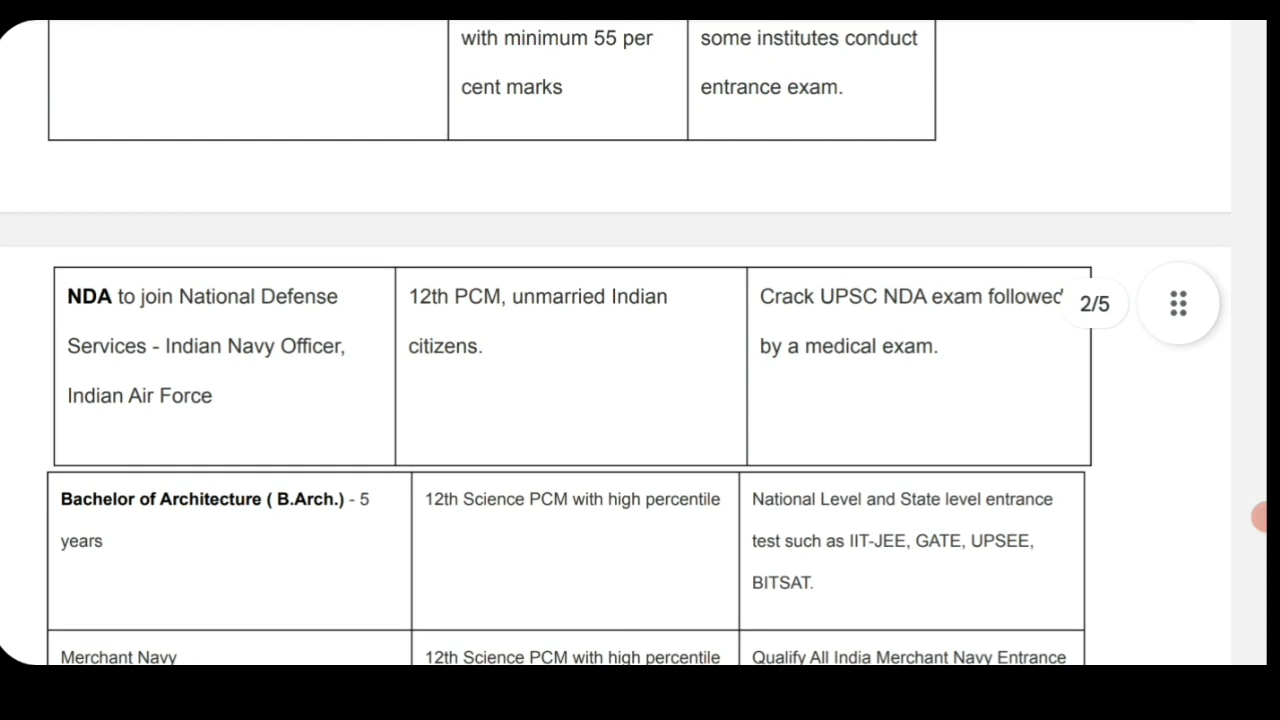 with minimum 55 per
cent marks
some institutes conduct
entrance exam.
NDA to join National Defense
Services - Indian Navy Officer,
Indian Air Force
12th PCM, unmarried Indian
citizens.
Crack UPSC NDA exam followed
by a medical exam.
2/5
Bachelor of Architecture ( B.Arch.) - 5
years
12th Science PCM with high percentile
National Level and State level entrance
test such as IIT-JEE, GATE, UPSEE,
BITSAT.
Merchant Navy
12th Science PCM with high percentile
Qualify All India Merchant Navy Entrance